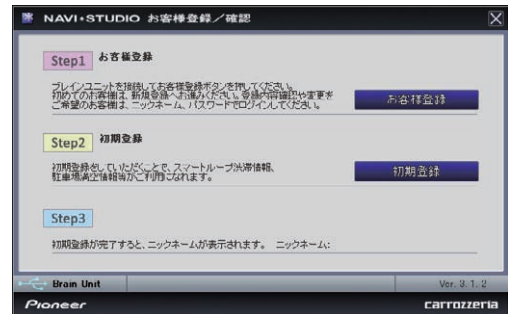 NAVI★STUDIO お客様登録／確認
Step1 お客様登録
ブレインユニットを接続してお客様登録ボタンを押してください。
初めてのお客様は、新規登録へお進みください。登録内容確認や変更を
ご希望のお客様は、ニックネーム、パスワードでログインしてください。
お客様登録
Step2 初期登録
初期登録をしていただくことで、スマートループ渋滞情報、
駐車場満空情報等がご利用になれます。
初期登録
Step3
初期登録が完了すると、ニックネームが表示されます。 ニックネーム:
Brain Unit
Ver. 3. 1. 2
Pioneer
carrozzeria